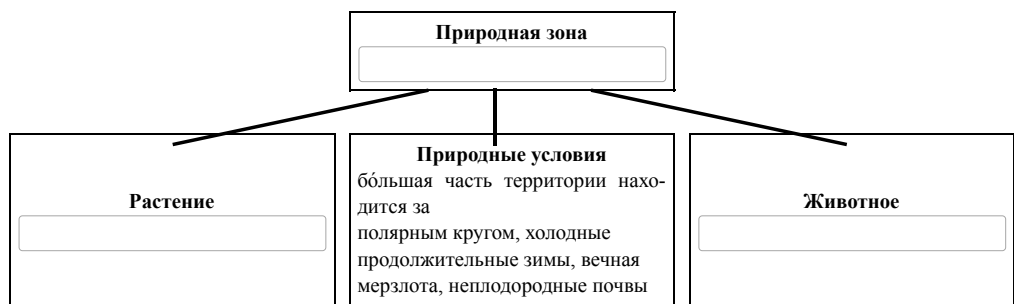 Природная зона
Растение
Природные условия
бо́льшая часть территории нахо-
дится за
полярным кругом, холодные
продолжительные зимы, вечная
мерзлота, неплодородные почвы
Животное